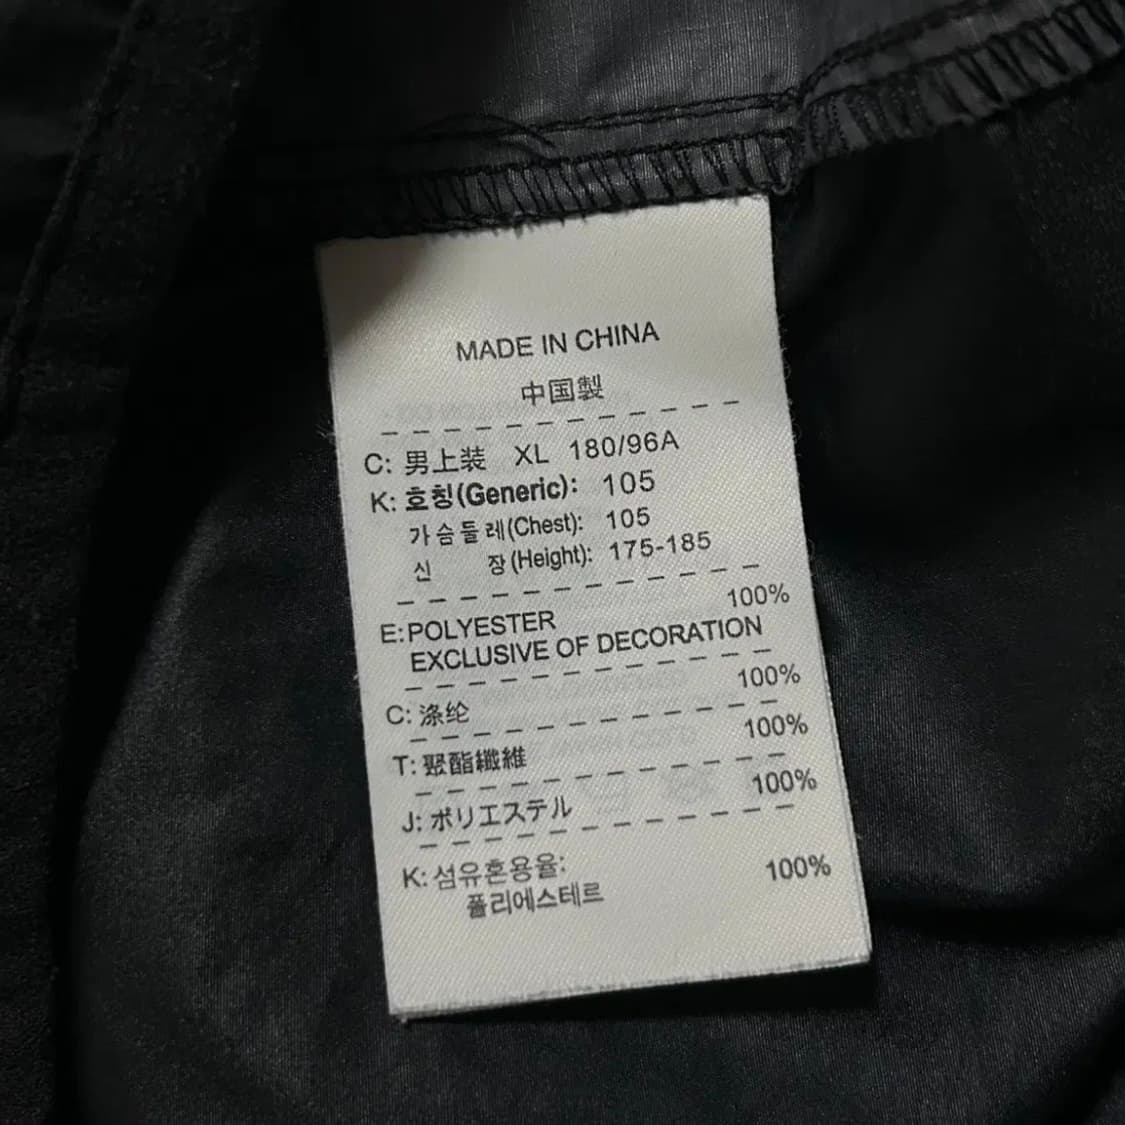 MADE IN CHINA
中国製
C: 男上装 XL 180/96A
K: 호칭(Generic): 105
가슴둘레(Chest): 105
신 장(Height): 175-185
E:POLYESTER 100%
EXCLUSIVE OF DECORATION
C: 涤纶 100%
T: 聚酯纖維 100%
J: ポリエステル 100%
K: 섬유혼용율:
폴리에스테르 100%